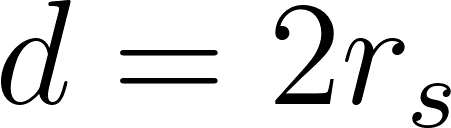 d = 2r_s